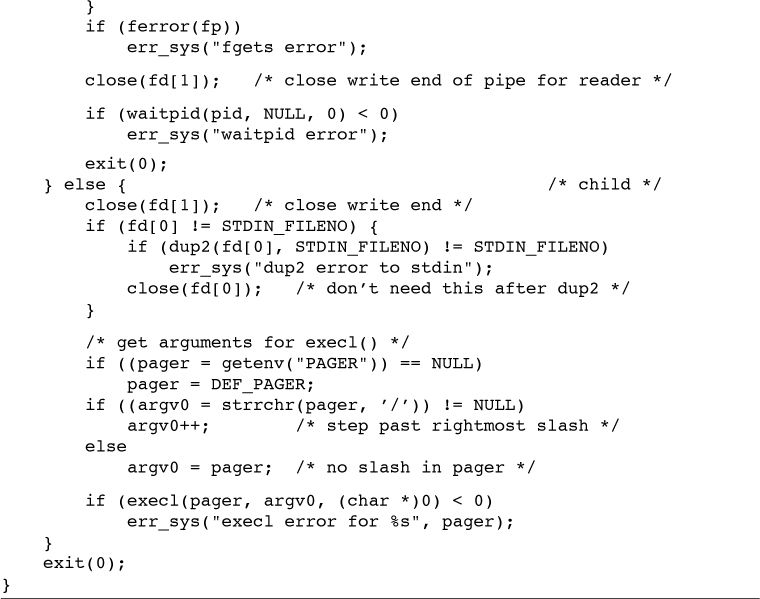 }
        if (ferror(fp))
            err_sys("fgets error");
        close(fd[1]);   /* close write end of pipe for reader */
        if (waitpid(pid, NULL, 0) < 0)
            err_sys("waitpid error");
        exit(0);
    } else {                                        /* child */
        close(fd[1]);   /* close write end */
        if (fd[0] != STDIN_FILENO) {
            if (dup2(fd[0], STDIN_FILENO) != STDIN_FILENO)
                err_sys("dup2 error to stdin");
            close(fd[0]);   /* don’t need this after dup2 */
        }
        /* get arguments for execl() */
        if ((pager = getenv("PAGER")) == NULL)
            pager = DEF_PAGER;
        if ((argv0 = strrchr(pager, ’/’)) != NULL)
            argv0++;        /* step past rightmost slash */
        else
            argv0 = pager;  /* no slash in pager */
        if (execl(pager, argv0, (char *)0) < 0)
            err_sys("execl error for %s", pager);
    }
    exit(0);
}